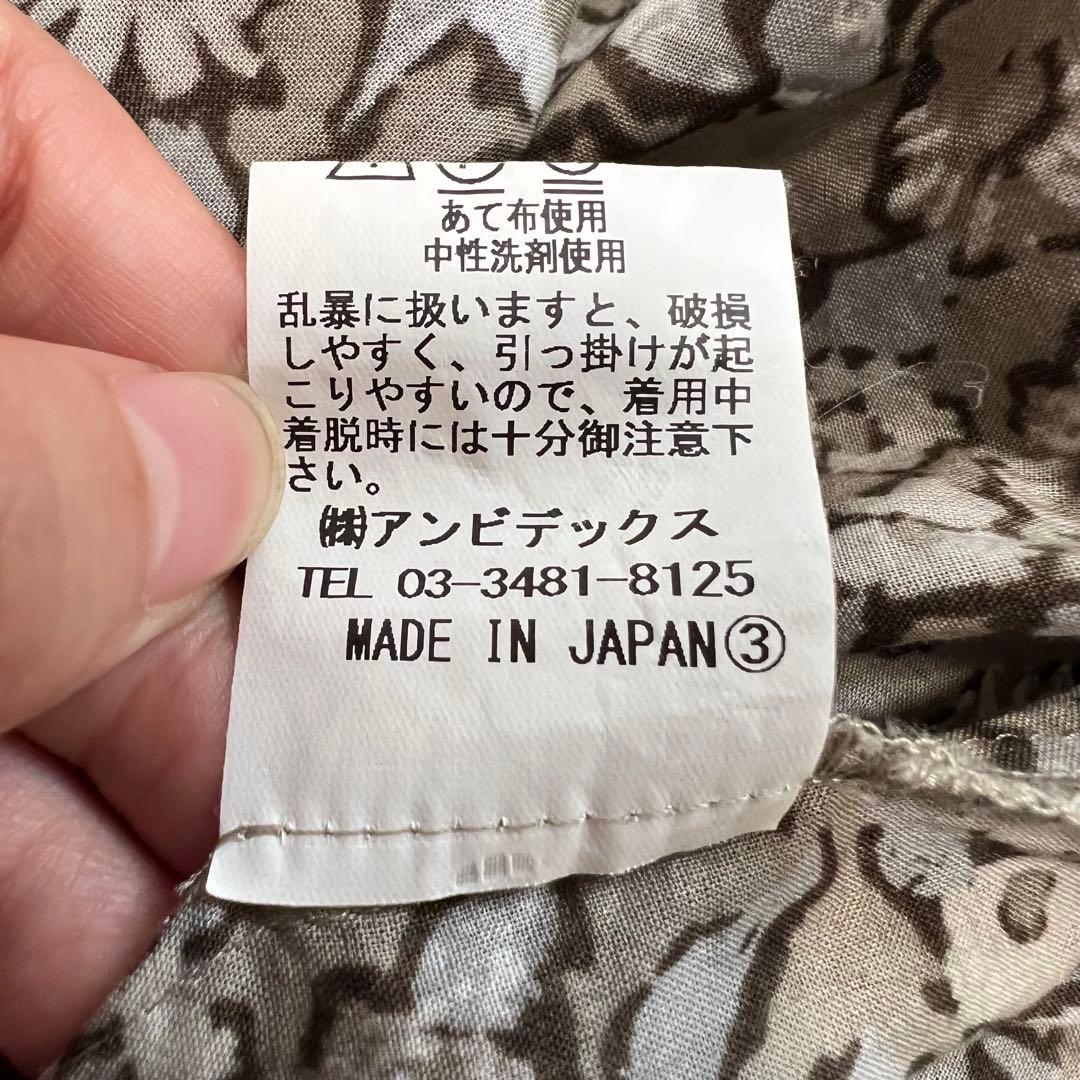 あて布使用
中性洗剤使用
乱暴に扱いますと、破損
しやすく、引っ掛けが起
こりやすいので、着用中
着脱時には十分御注意下
さい。
㈱アンビデックス
TEL 03-3481-8125
MADE IN JAPAN③